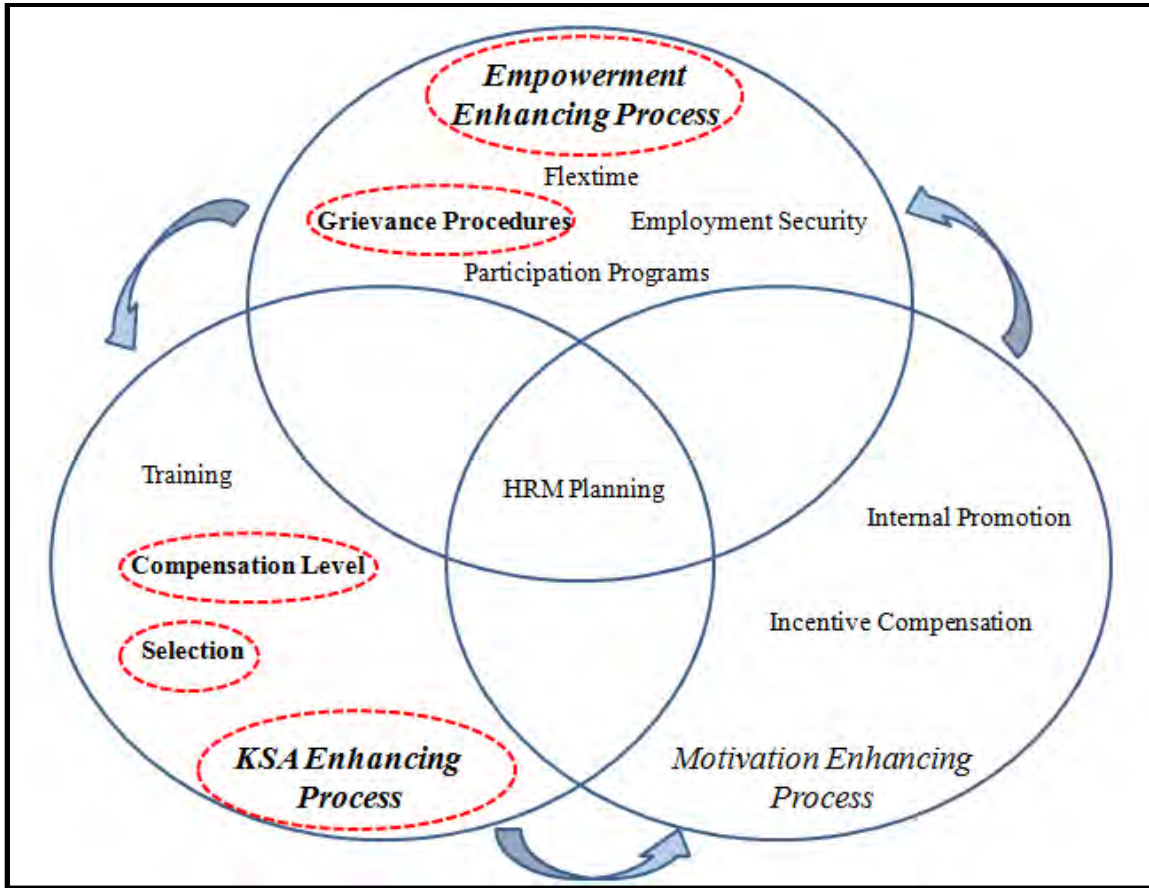 Empowerment
Enhancing Process
Flextime
Grievance Procedures
Employment Security
Participation Programs
Training
HRM Planning
Internal Promotion
Compensation Level
Incentive Compensation
Selection
KSA Enhancing
Process
Motivation Enhancing
Process